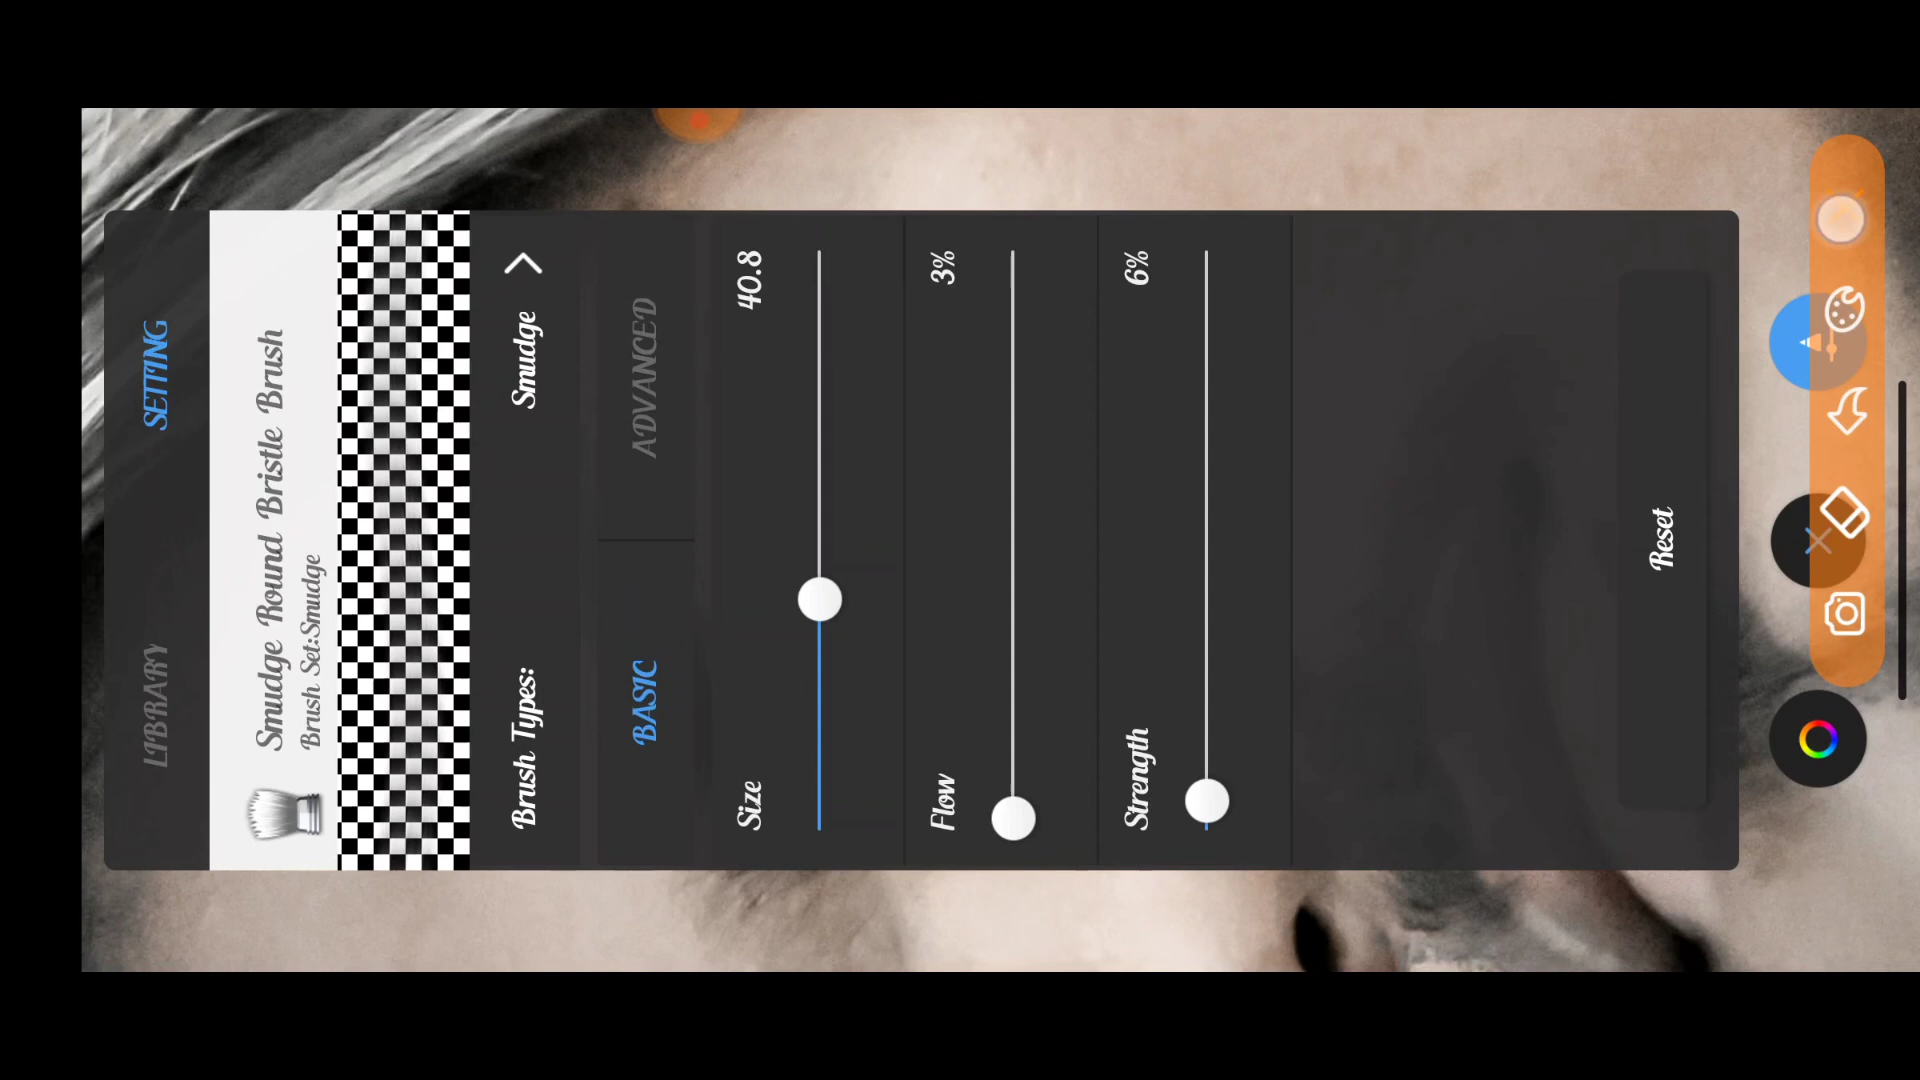 LIBRARY SETTING
Smudge Round Bristle Brush
Brush Set:Smudge
Brush Types: Smudge
BASIC ADVANCED
Size 40.8
Flow 3%
Strength 6%
Reset